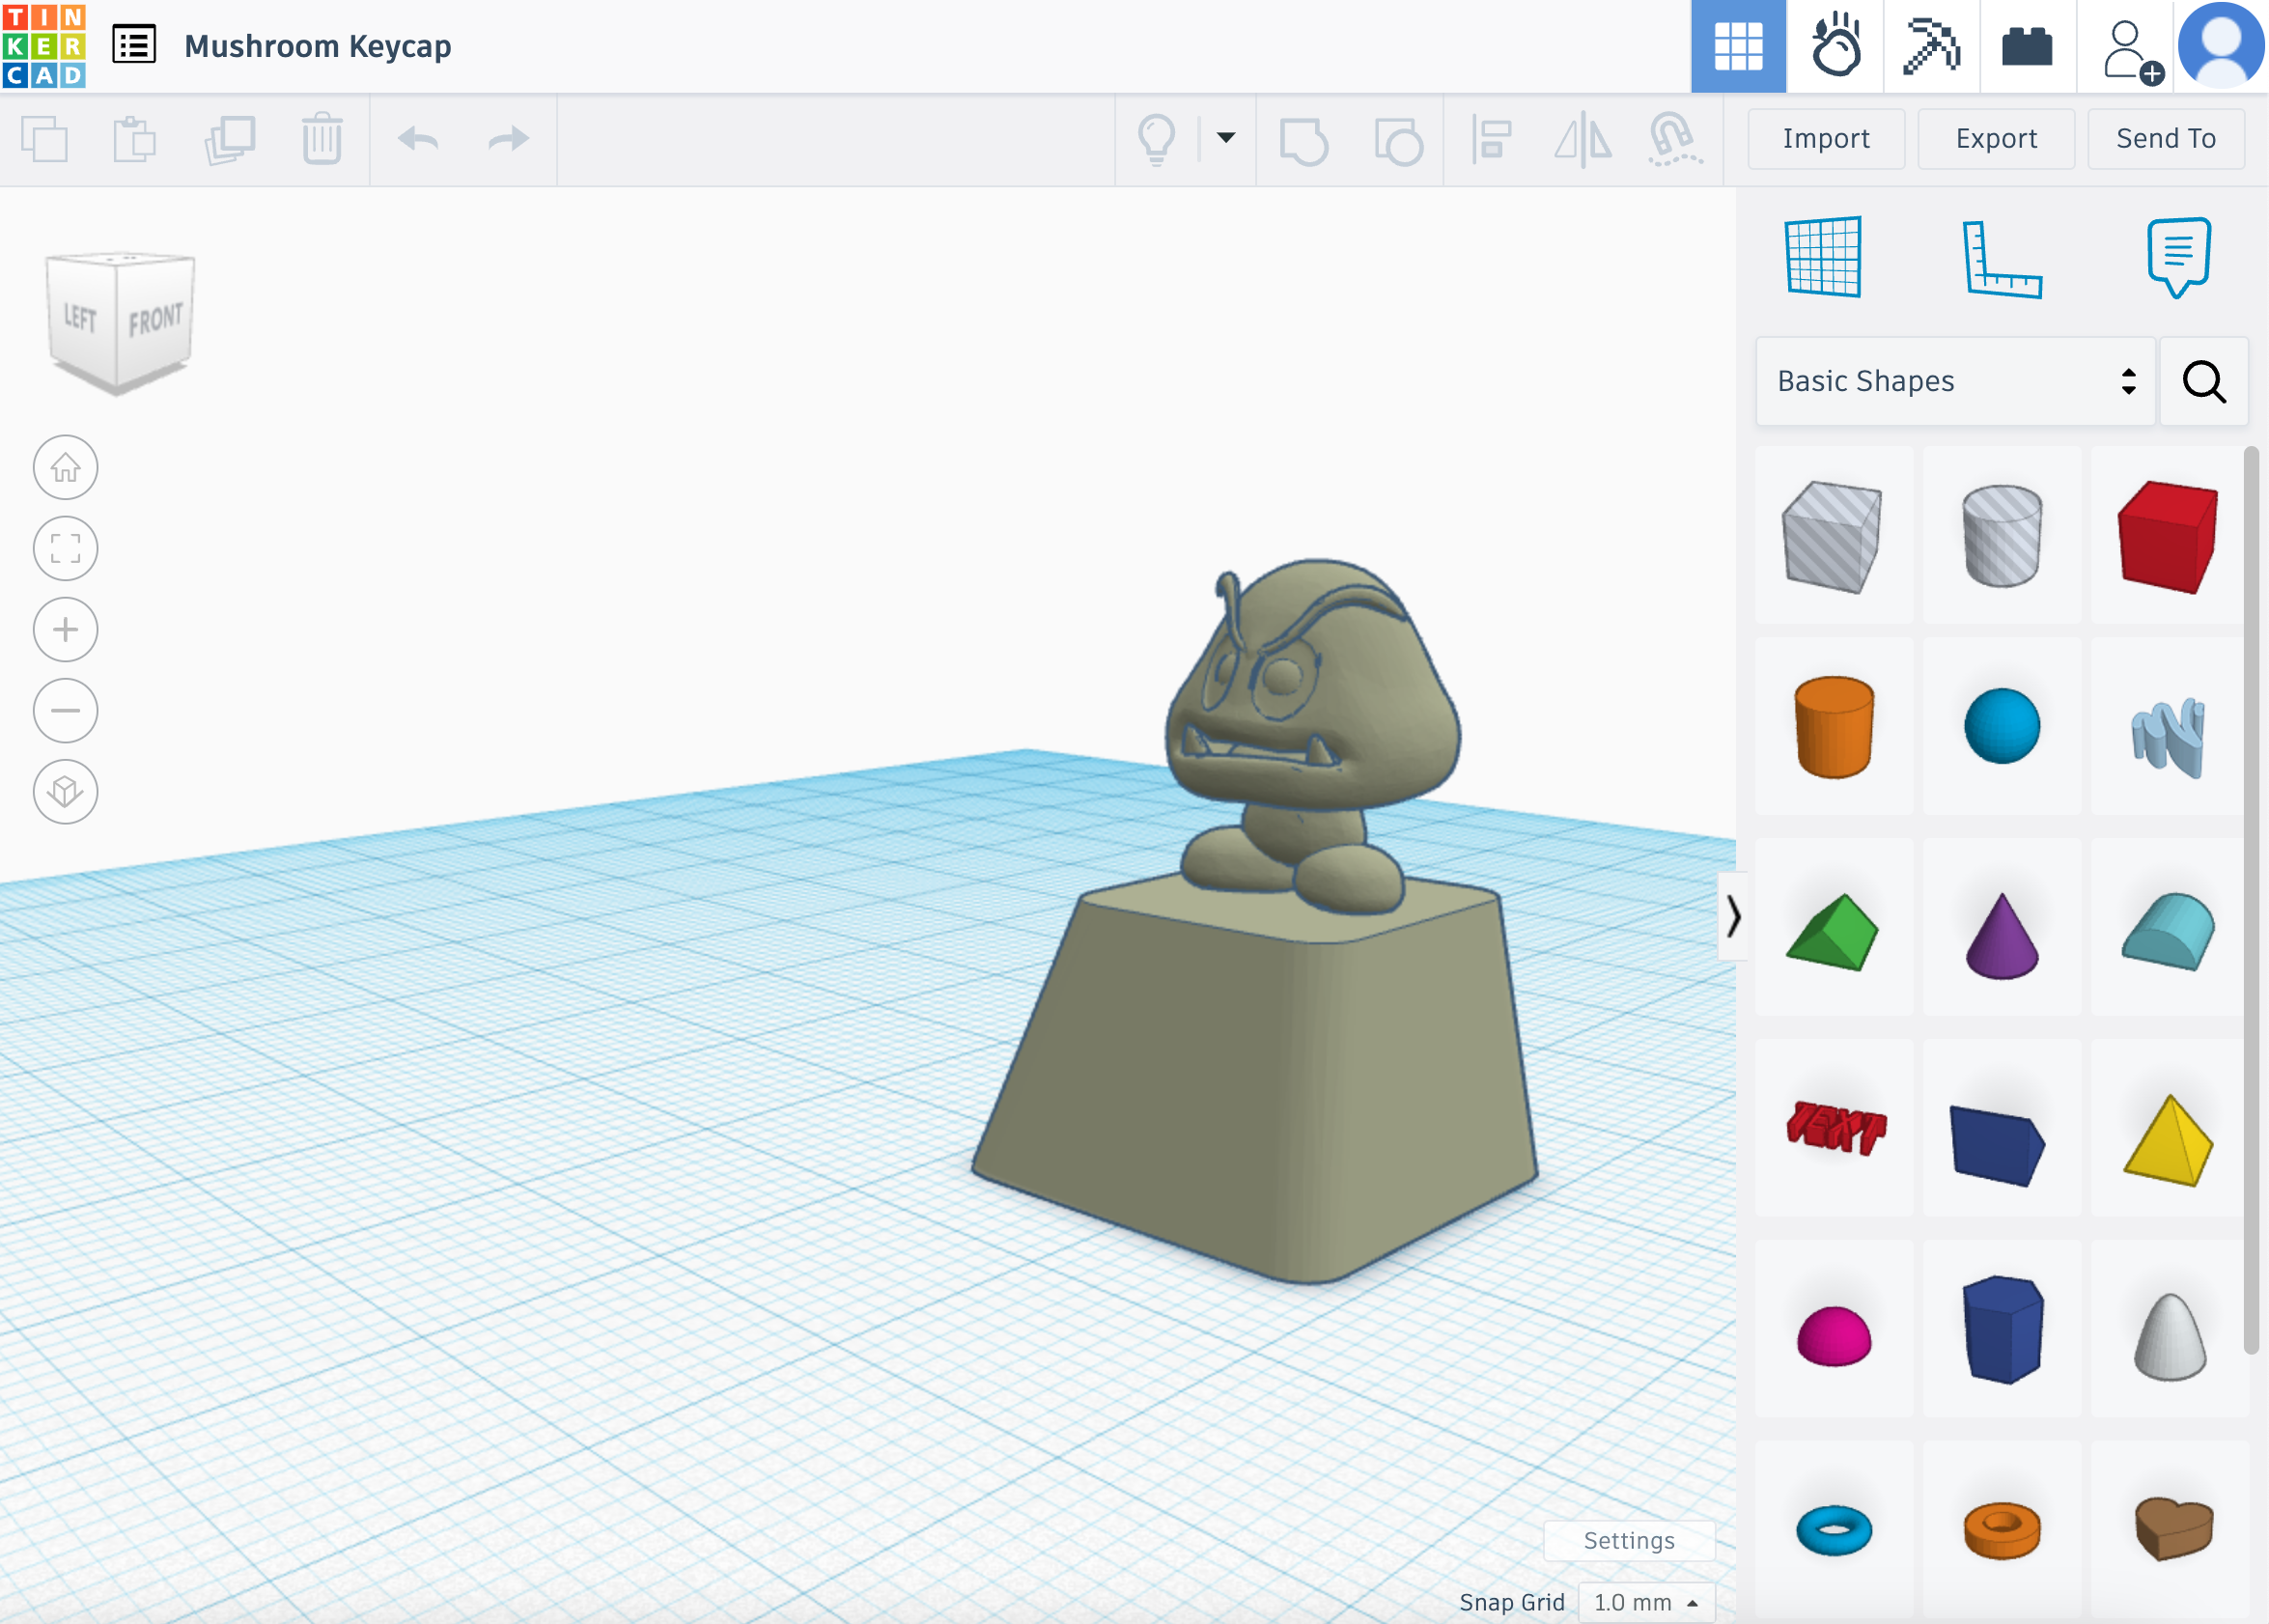 TIN
KER
CAD
Mushroom Keycap
Import
Export
Send To
LEFT
FRONT
Basic Shapes
TEXT
Settings
Snap Grid
1.0 mm